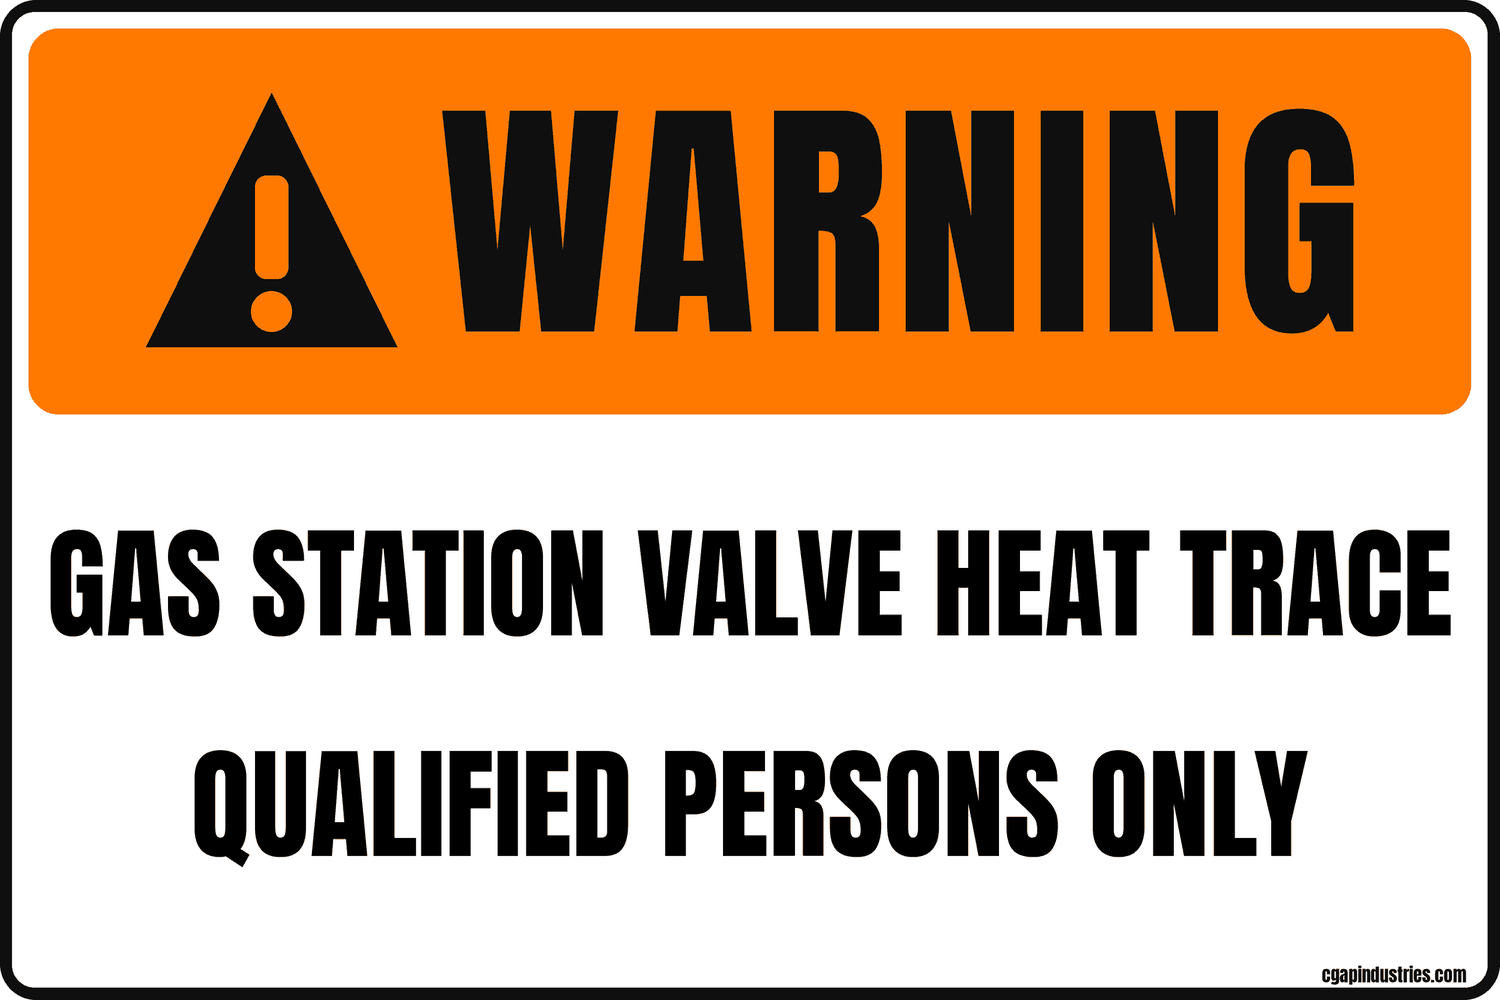 WARNING
GAS STATION VALVE HEAT TRACE
QUALIFIED PERSONS ONLY
cgapindustries.com